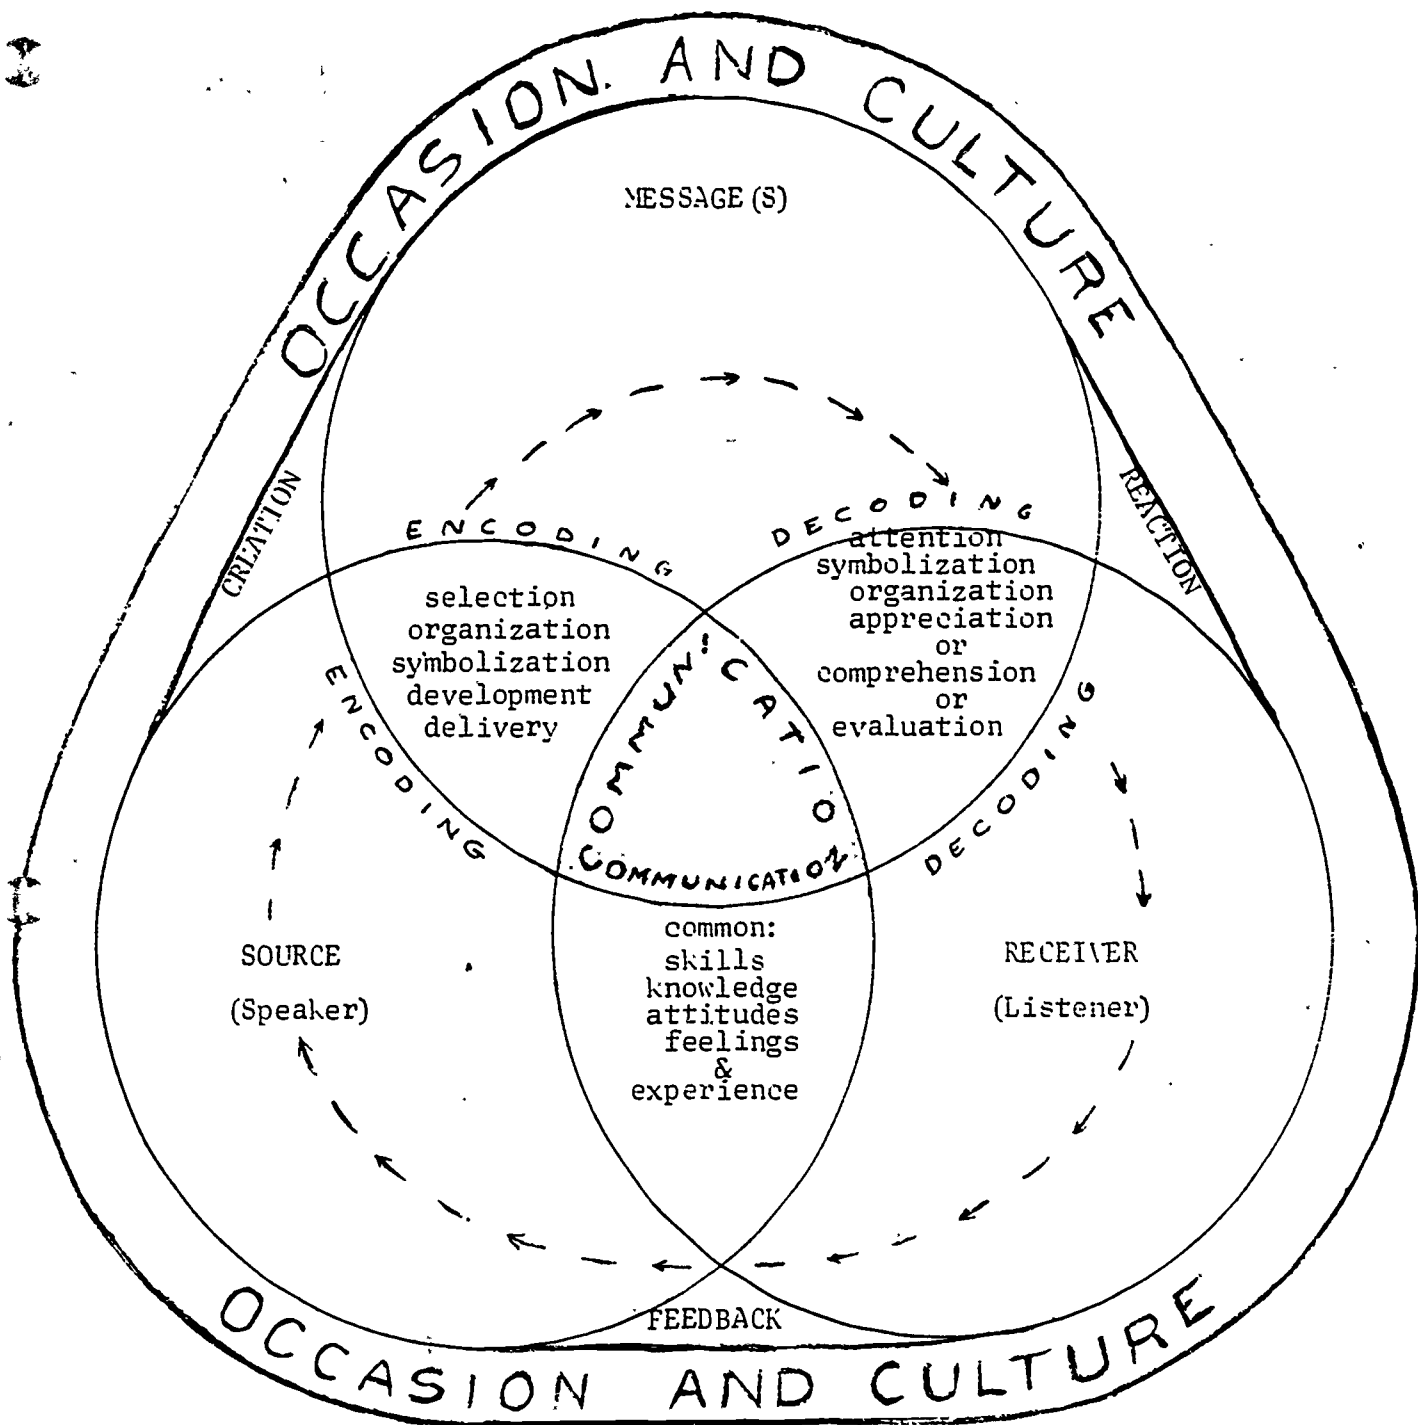 OCCASION AND CULTURE
MESSAGE(S)
CREATION
REACTION
ENCODING
DECODING
selection
organization
symbolization
development
delivery
attention
symbolization
organization
appreciation
or
comprehension
or
evaluation
ENCODING
DECODING
COMMUNICATION
COMMUNICATION
SOURCE
(Speaker)
common:
skills
knowledge
attitudes
feelings
&
experience
RECEIVER
(Listener)
FEEDBACK
OCCASION AND CULTURE